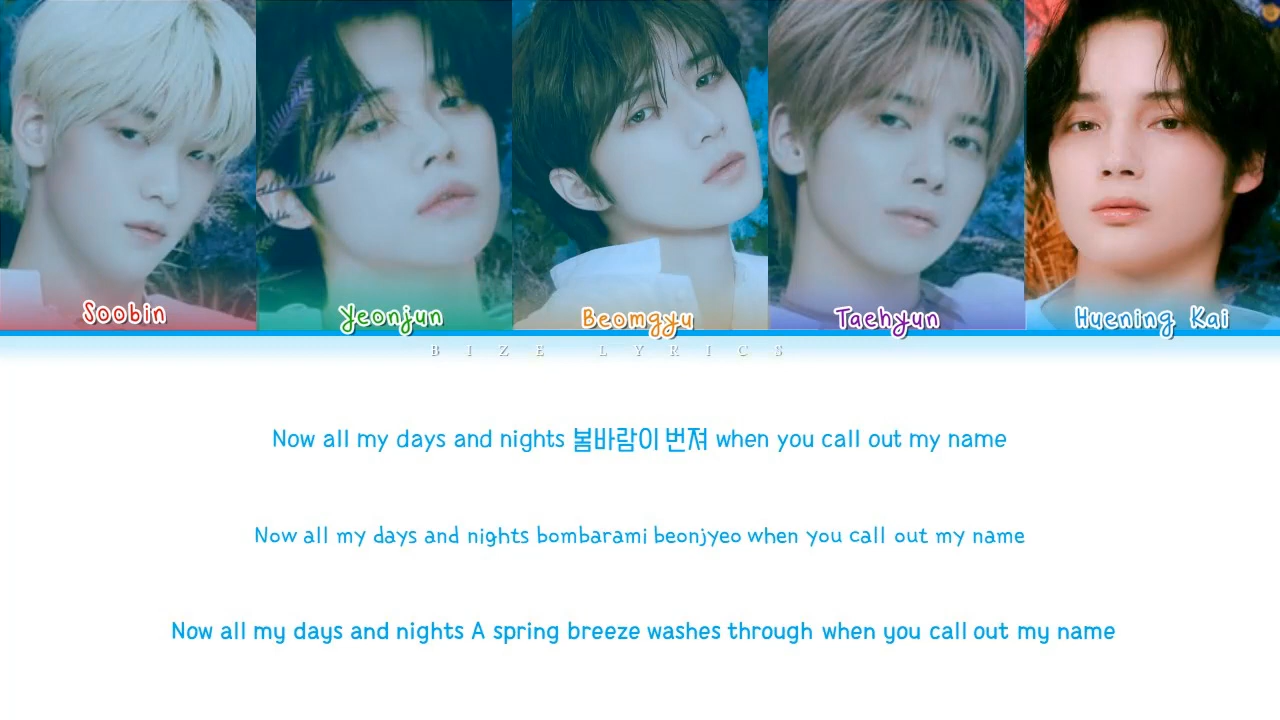 Soobin Yeonjun Beomgyu Taehyun Huening Kai
BIZE LYRICS
Now all my days and nights 봄바람이 번져 when you call out my name
Now all my days and nights bombarami beonjyeo when you call out my name
Now all my days and nights A spring breeze washes through when you call out my name